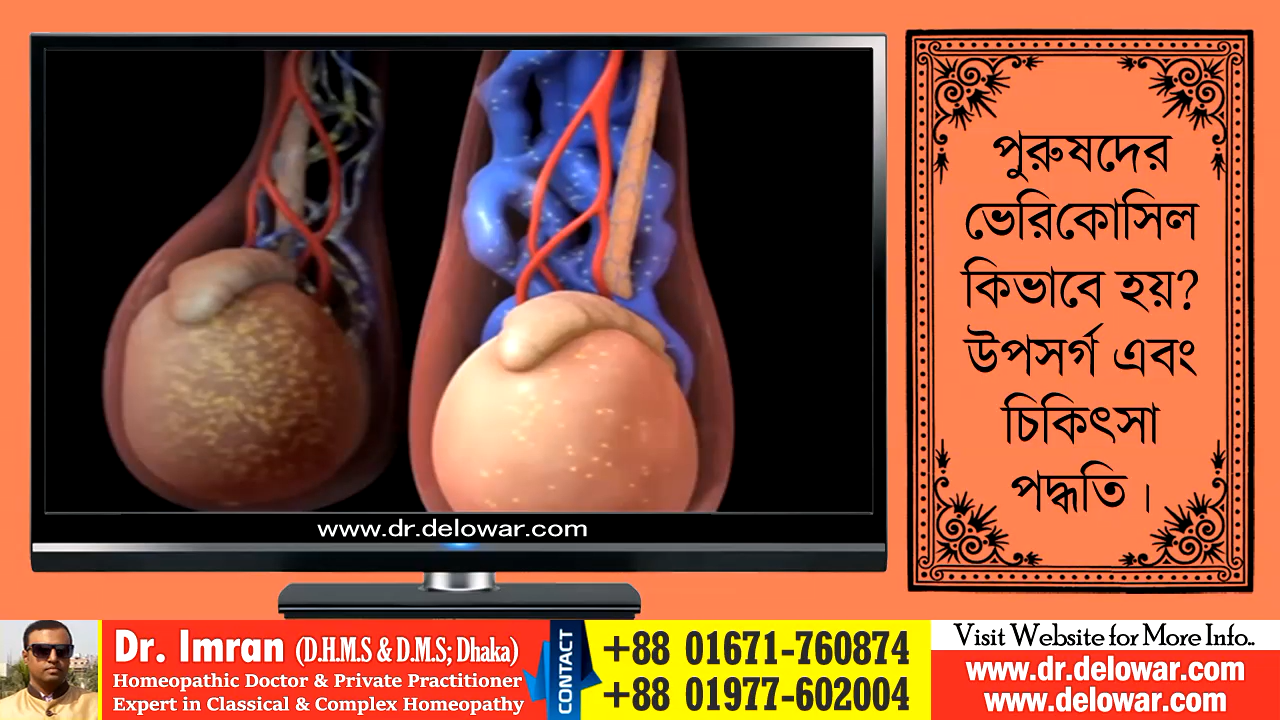 পুরুষদের
ভেরিকোসিল
কিভাবে হয়?
উপসর্গ এবং
চিকিৎসা
পদ্ধতি।
www.dr.delowar.com
Dr. Imran (D.H.M.S & D.M.S; Dhaka)
Homeopathic Doctor & Private Practitioner
Expert in Classical & Complex Homeopathy
CONTACT
+88 01671-760874
+88 01977-602004
Visit Website for More Info..
www.dr.delowar.com
www.delowar.com